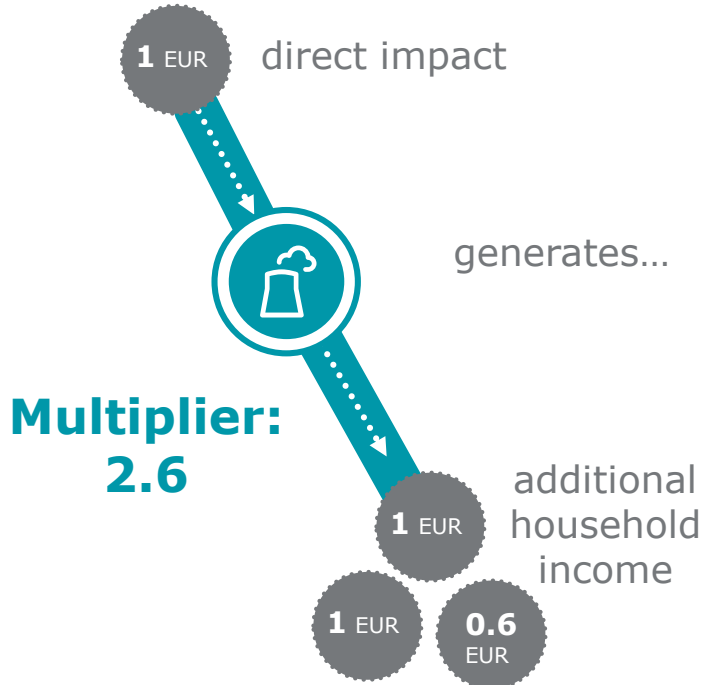 1 EUR
direct impact
generates...
Multiplier:
2.6
1 EUR
additional
household
income
1 EUR
0.6
EUR